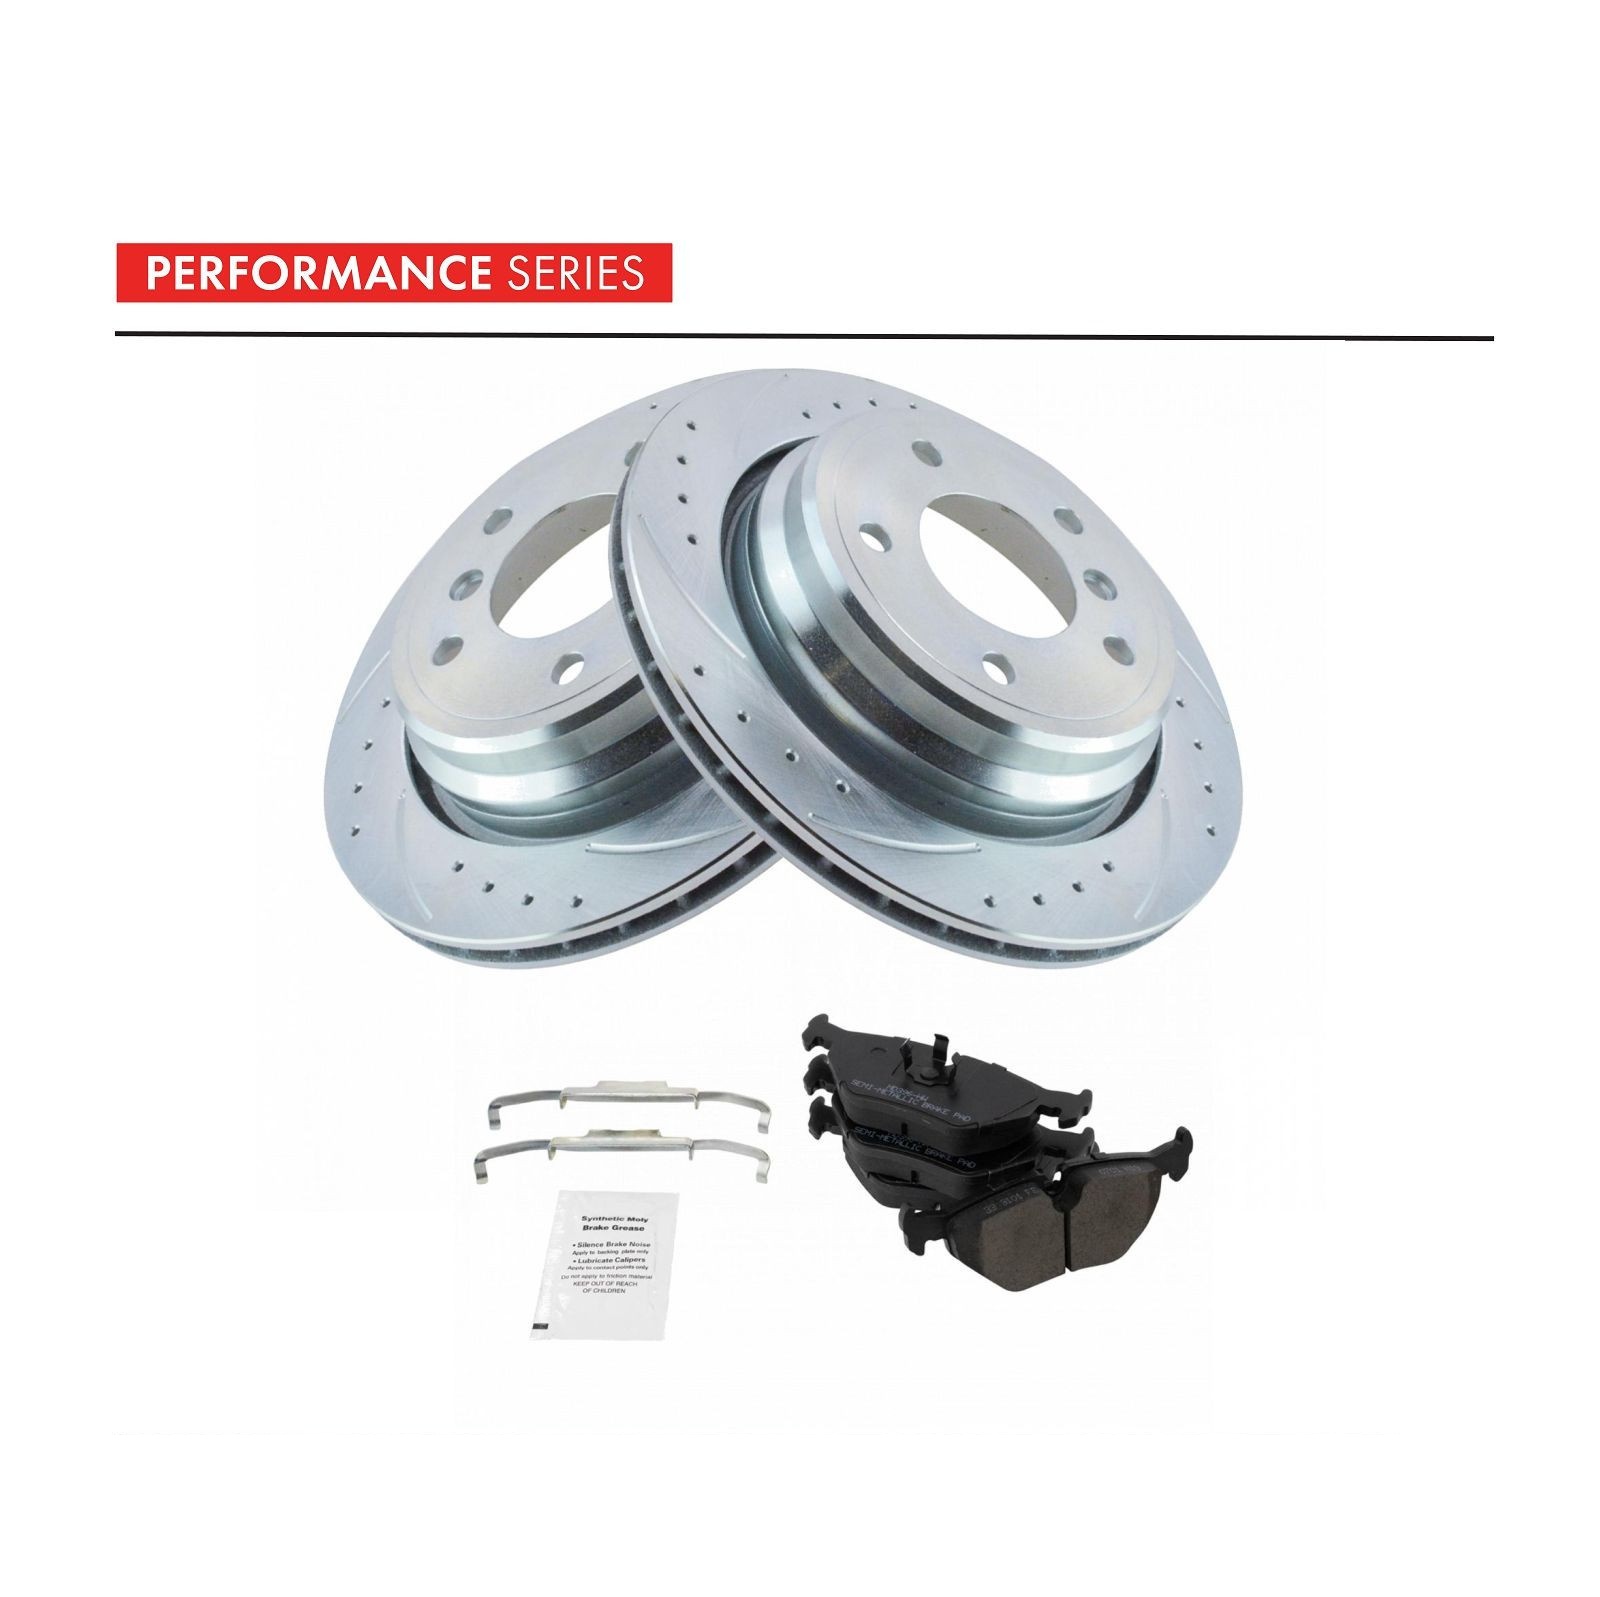 PERFORMANCE SERIES
MD396-HW
SEMI-METALLIC BRAKE PAD
SEMI-METALLIC BRAKE PAD
Synthetic Moly
Brake Grease
• Silence Brake Noise
Apply to backing plate only
• Lubricate Calipers
Apply to contact points only
Do not apply to friction material
KEEP OUT OF REACH
OF CHILDREN